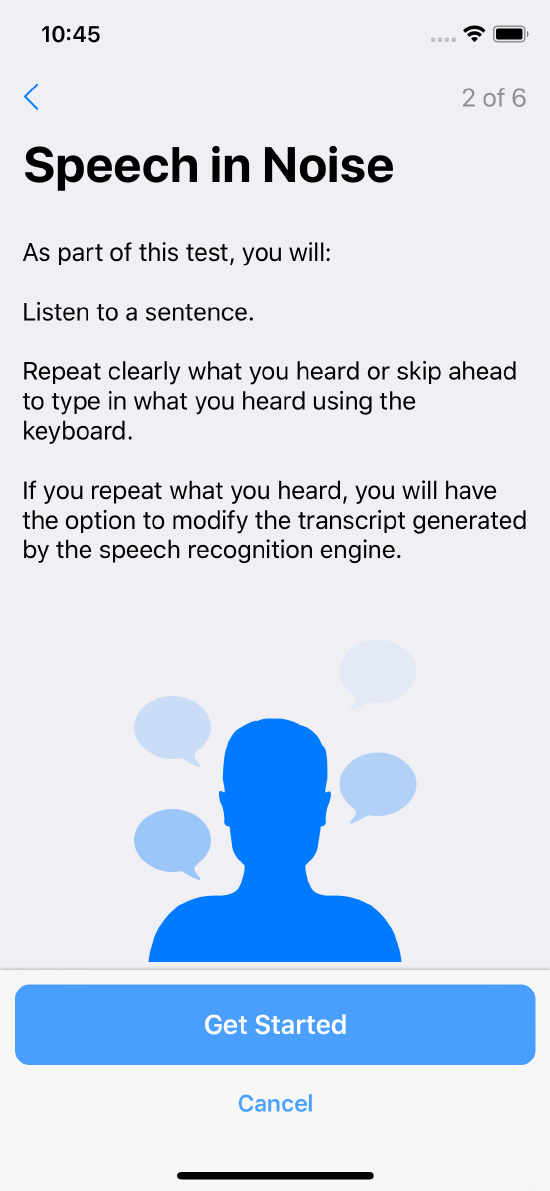 10:45
2 of 6
Speech in Noise
As part of this test, you will:
Listen to a sentence.
Repeat clearly what you heard or skip ahead
to type in what you heard using the
keyboard.
If you repeat what you heard, you will have
the option to modify the transcript generated
by the speech recognition engine.
Get Started
Cancel